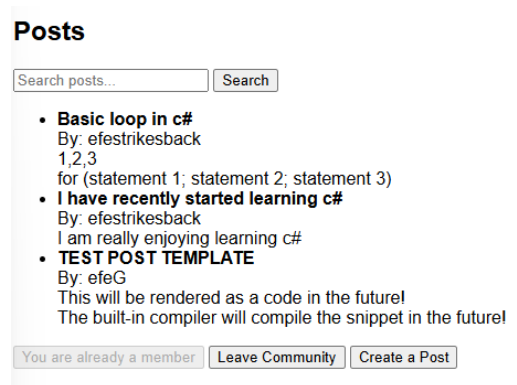 Posts
Search posts... Search
Basic loop in c#
By: efestrikesback
1,2,3
for (statement 1; statement 2; statement 3)
I have recently started learning c#
By: efestrikesback
I am really enjoying learning c#
TEST POST TEMPLATE
By: efeG
This will be rendered as a code in the future!
The built-in compiler will compile the snippet in the future!
You are already a member Leave Community Create a Post